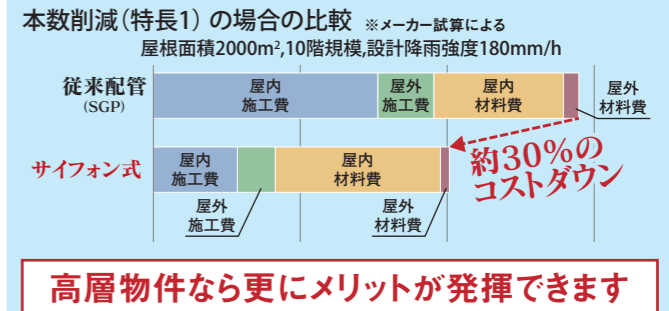 本数削減(特長1)の場合の比較 ※メーカー試算による
屋根面積2000m²,10階規模,設計降雨強度180mm/h
従来配管
(SGP)
屋内
施工費
屋外
施工費
屋内
材料費
屋外
材料費
サイフォン式
屋内
施工費
屋外
施工費
屋内
材料費
屋外
材料費
約30%の
コストダウン
高層物件なら更にメリットが発揮できます